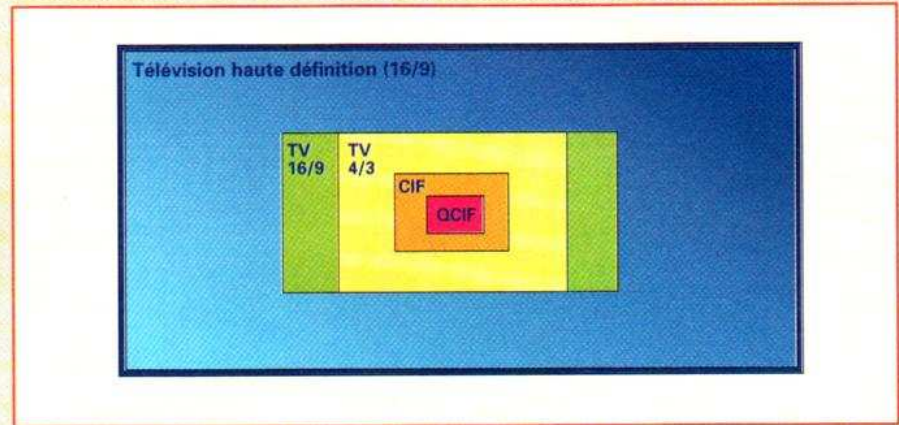 Télévision haute définition (16/9)
TV
16/9
TV
4/3
CIF
QCIF